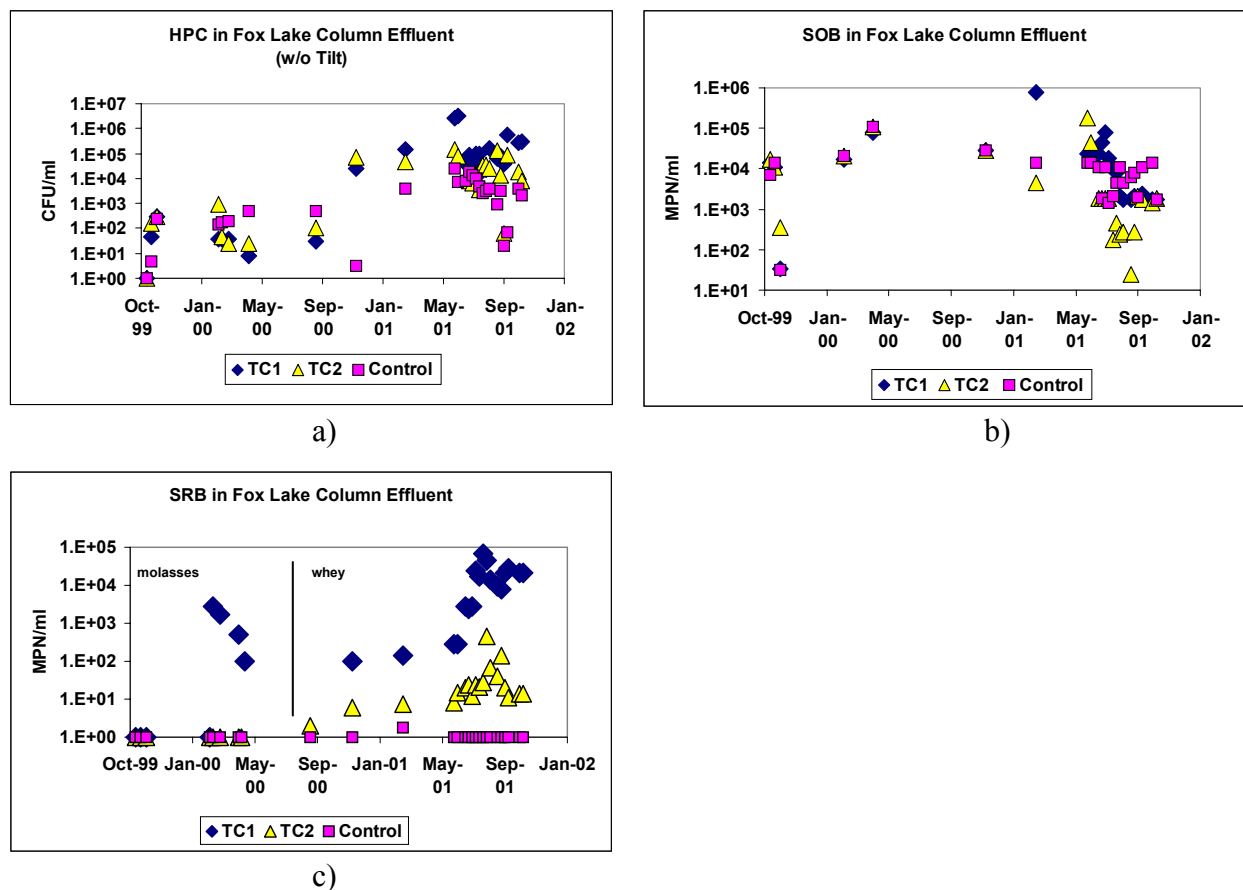 HPC in Fox Lake Column Effluent
(w/o Tilt)
CFU/ml
1.E+07
1.E+06
1.E+05
1.E+04
1.E+03
1.E+02
1.E+01
1.E+00
Oct- Jan- May- Sep- Jan- May- Sep- Jan-
99 00 00 00 01 01 01 02
TC1 TC2 Control
a)
SOB in Fox Lake Column Effluent
MPN/ml
1.E+06
1.E+05
1.E+04
1.E+03
1.E+02
1.E+01
Oct-99 Jan- May- Sep- Jan- May- Sep- Jan-
00 00 00 01 01 01 02
TC1 TC2 Control
b)
SRB in Fox Lake Column Effluent
MPN/ml
1.E+05
1.E+04
1.E+03
1.E+02
1.E+01
1.E+00
molasses whey
Oct-99 Jan-00 May- Sep- Jan-01 May- Sep- Jan-02
00 00 01 01
TC1 TC2 Control
c)